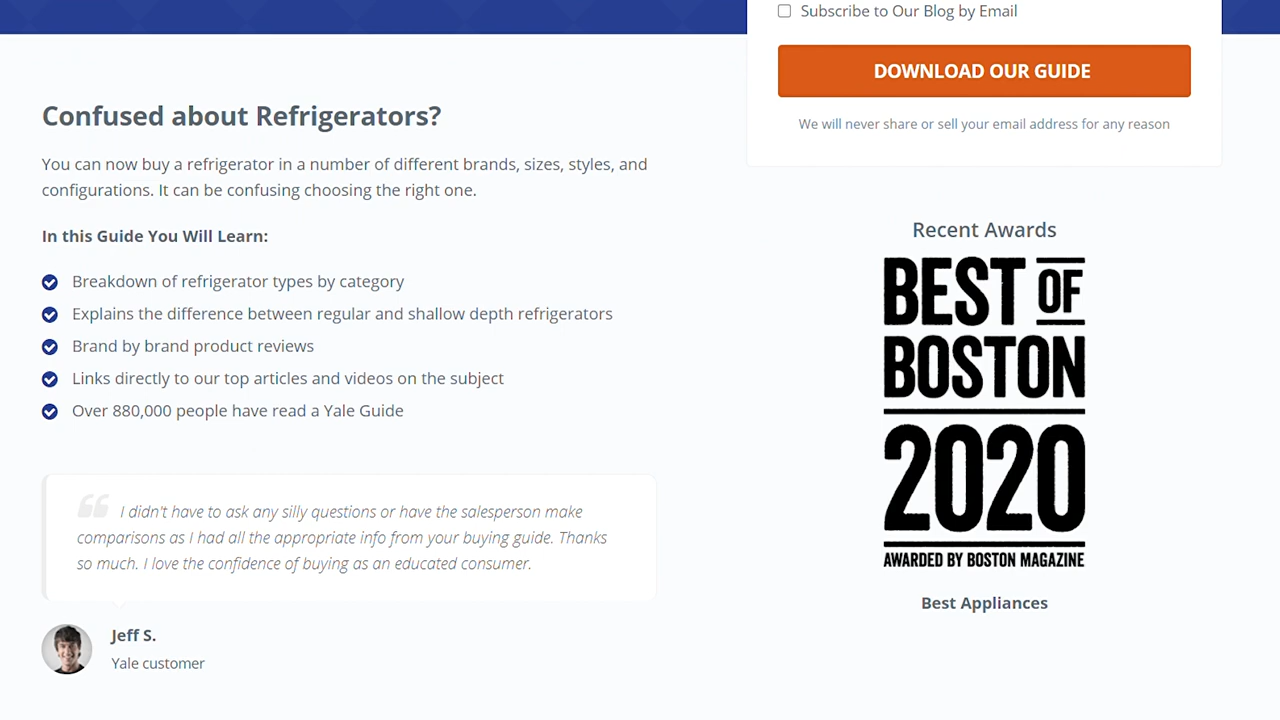 Subscribe to Our Blog by Email
DOWNLOAD OUR GUIDE
We will never share or sell your email address for any reason
Confused about Refrigerators?
You can now buy a refrigerator in a number of different brands, sizes, styles, and
configurations. It can be confusing choosing the right one.
In this Guide You Will Learn:
Breakdown of refrigerator types by category
Explains the difference between regular and shallow depth refrigerators
Brand by brand product reviews
Links directly to our top articles and videos on the subject
Over 880,000 people have read a Yale Guide
“ I didn't have to ask any silly questions or have the salesperson make
comparisons as I had all the appropriate info from your buying guide. Thanks
so much. I love the confidence of buying as an educated consumer.
Jeff S.
Yale customer
Recent Awards
BEST OF
BOSTON
2020
AWARDED BY BOSTON MAGAZINE
Best Appliances